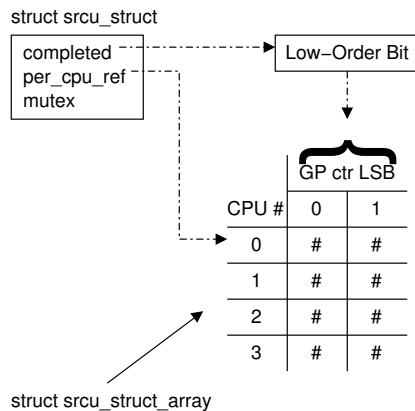 struct srcu_struct
completed
per_cpu_ref
mutex
Low−Order Bit
GP ctr LSB
CPU # 0 1
0 # #
1 # #
2 # #
3 # #
struct srcu_struct_array